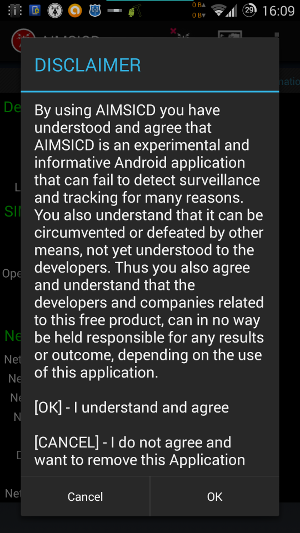 16:09
AIMSICD
DISCLAIMER
By using AIMSICD you have
understood and agree that
AIMSICD is an experimental and
informative Android application
that can fail to detect surveillance
and tracking for many reasons.
You also understand that it can be
circumvented or defeated by other
means, not yet understood to the
developers. Thus you also agree
and understand that the
developers and companies related
to this free product, can in no way
be held responsible for any results
or outcome, depending on the use
of this application.
[OK] - I understand and agree
[CANCEL] - I do not agree and
want to remove this Application
Cancel OK